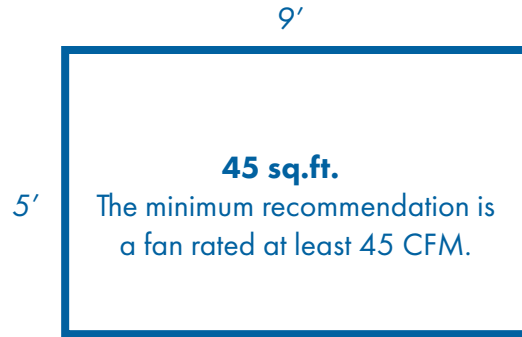 9’
5’
45 sq.ft.
The minimum recommendation is
a fan rated at least 45 CFM.